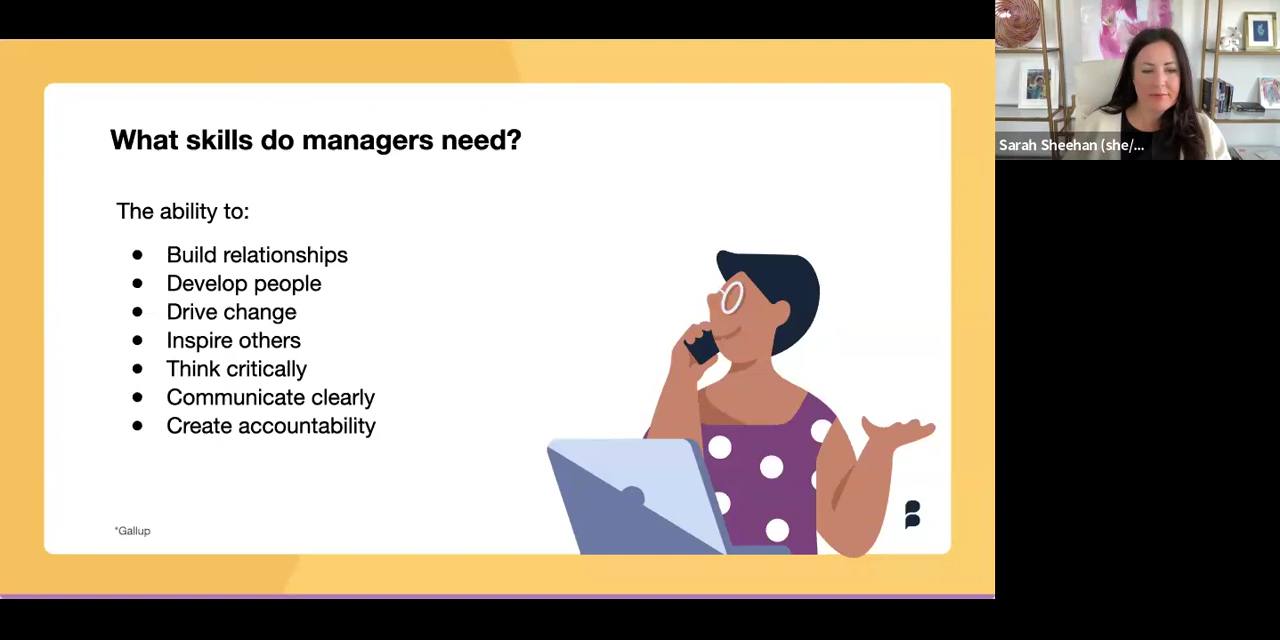 What skills do managers need?
The ability to:
● Build relationships
● Develop people
● Drive change
● Inspire others
● Think critically
● Communicate clearly
● Create accountability
*Gallup
Sarah Sheehan (she/...